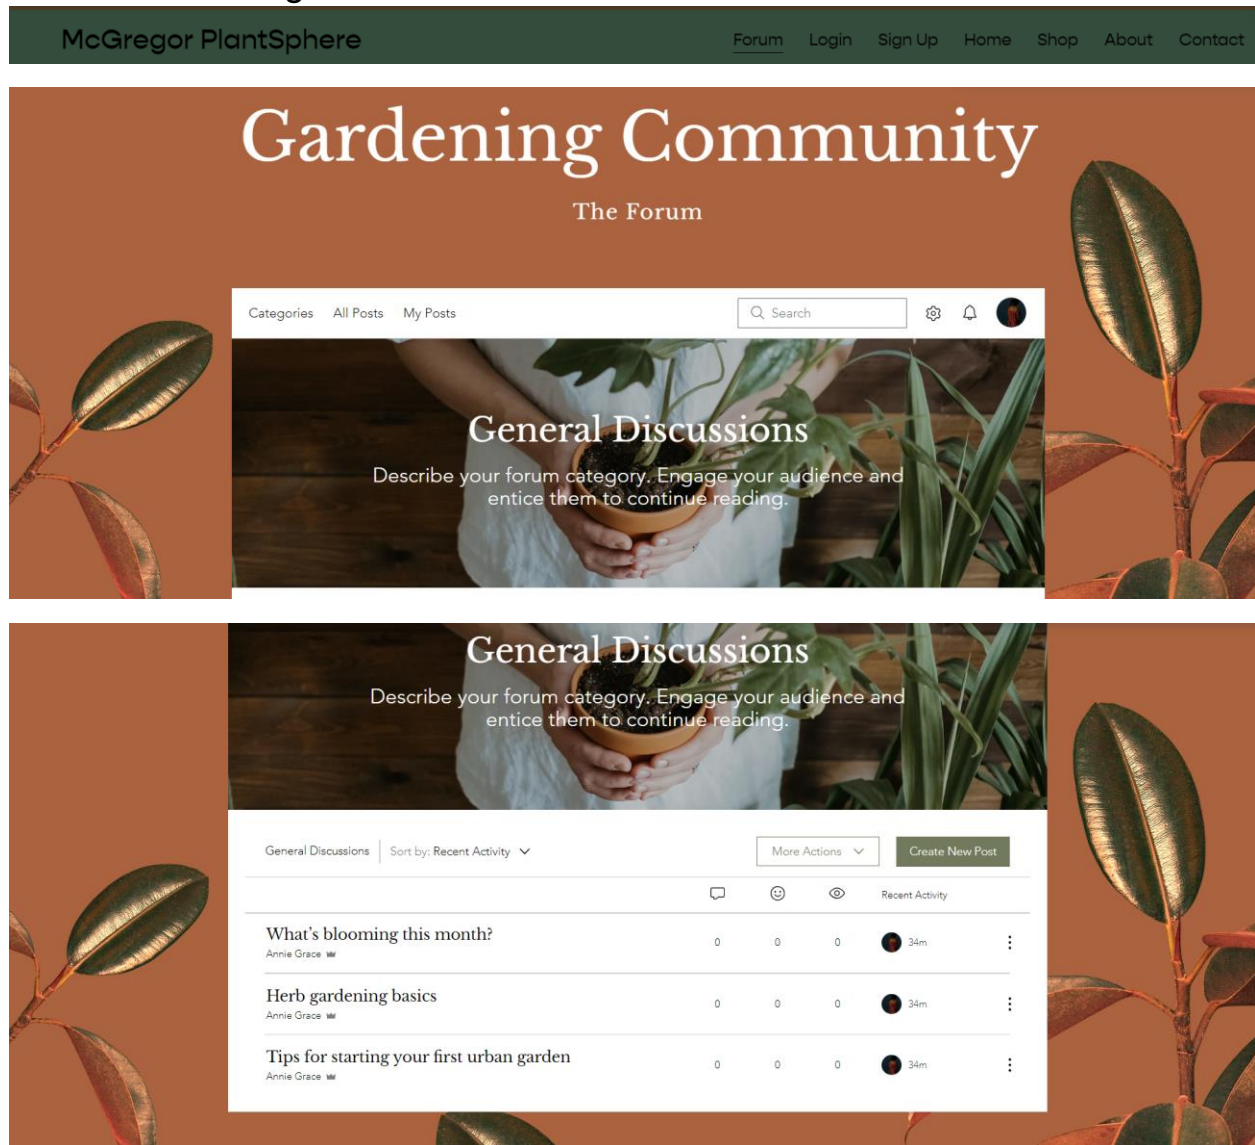 McGregor PlantSphere
Forum Login Sign Up Home Shop About Contact
Gardening Community
The Forum
Categories All Posts My Posts
Search
General Discussions
Describe your forum category. Engage your audience and
entice them to continue reading.
General Discussions
Describe your forum category. Engage your audience and
entice them to continue reading.
General Discussions Sort by: Recent Activity
More Actions
Create New Post
Recent Activity
What's blooming this month?
0 0 0 34m
Annie Grace
Herb gardening basics
0 0 0 34m
Annie Grace
Tips for starting your first urban garden
0 0 0 34m
Annie Grace